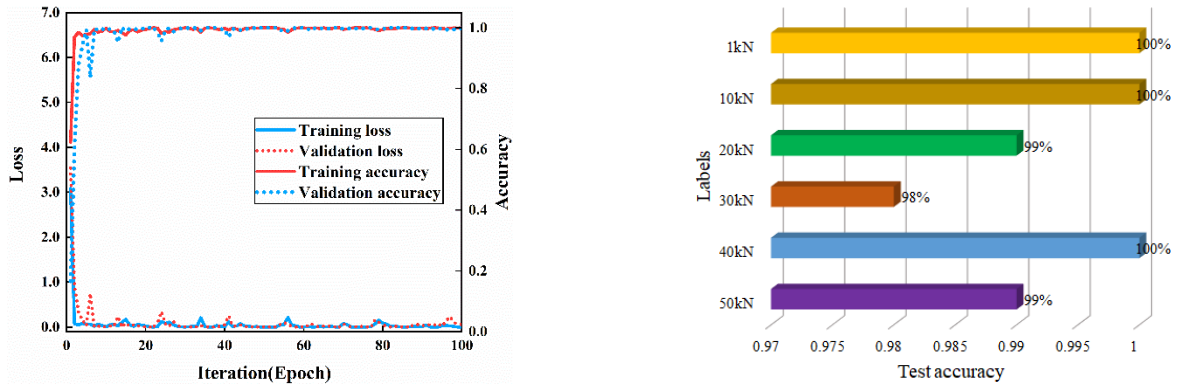 7.0
6.0
5.0
4.0
3.0
2.0
1.0
0.0
Loss
1.0
0.8
0.6
0.4
0.2
0.0
Accuracy
Training loss
Validation loss
Training accuracy
Validation accuracy
0 20 40 60 80 100
Iteration(Epoch)
Labels
1kN 100%
10kN 100%
20kN 99%
30kN 98%
40kN 100%
50kN 99%
0.97 0.975 0.98 0.985 0.99 0.995 1
Test accuracy